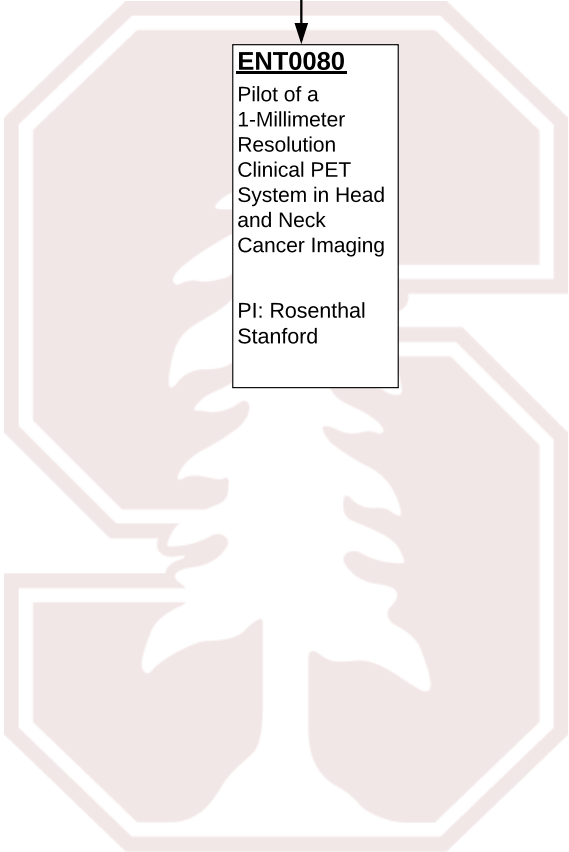 ENT0080
Pilot of a
1-Millimeter
Resolution
Clinical PET
System in Head
and Neck
Cancer Imaging
PI: Rosenthal
Stanford